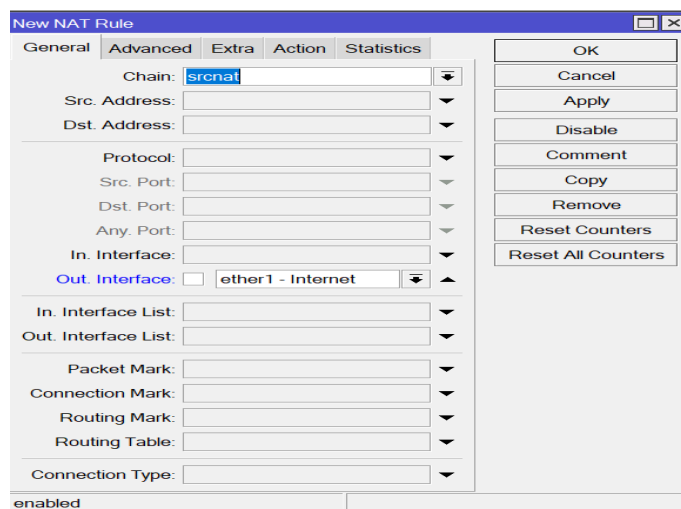 New NAT Rule
General Advanced Extra Action Statistics
Chain: srcnat
Src. Address:
Dst. Address:
Protocol:
Src. Port:
Dst. Port:
Any. Port:
In. Interface:
Out. Interface: ether1 - Internet
In. Interface List:
Out. Interface List:
Packet Mark:
Connection Mark:
Routing Mark:
Routing Table:
Connection Type:
enabled
OK
Cancel
Apply
Disable
Comment
Copy
Remove
Reset Counters
Reset All Counters